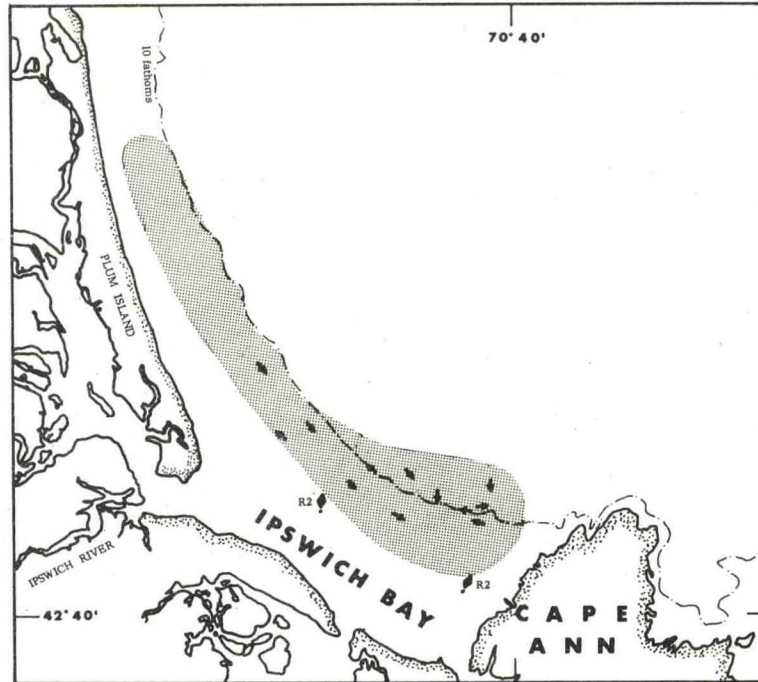 70°40'
10 fathoms
PLUM ISLAND
R2
IPSWICH BAY
IPSWICH RIVER
R2
42°40'
CAPE
ANN